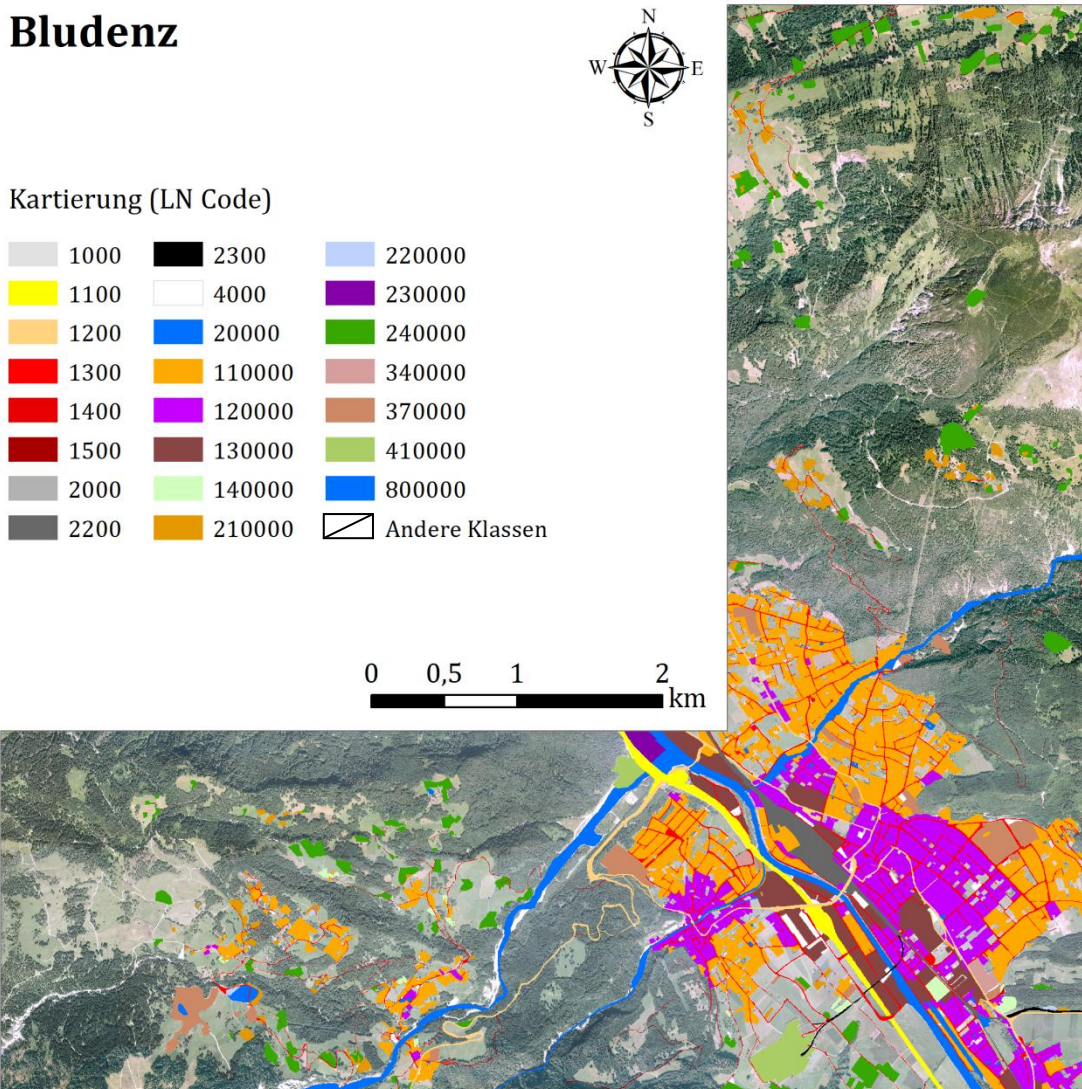 Bludenz
N
W E
S
Kartierung (LN Code)
1000 2300 220000
1100 4000 230000
1200 20000 240000
1300 110000 340000
1400 120000 370000
1500 130000 410000
2000 140000 800000
2200 210000 Andere Klassen
0 0,5 1 2
km